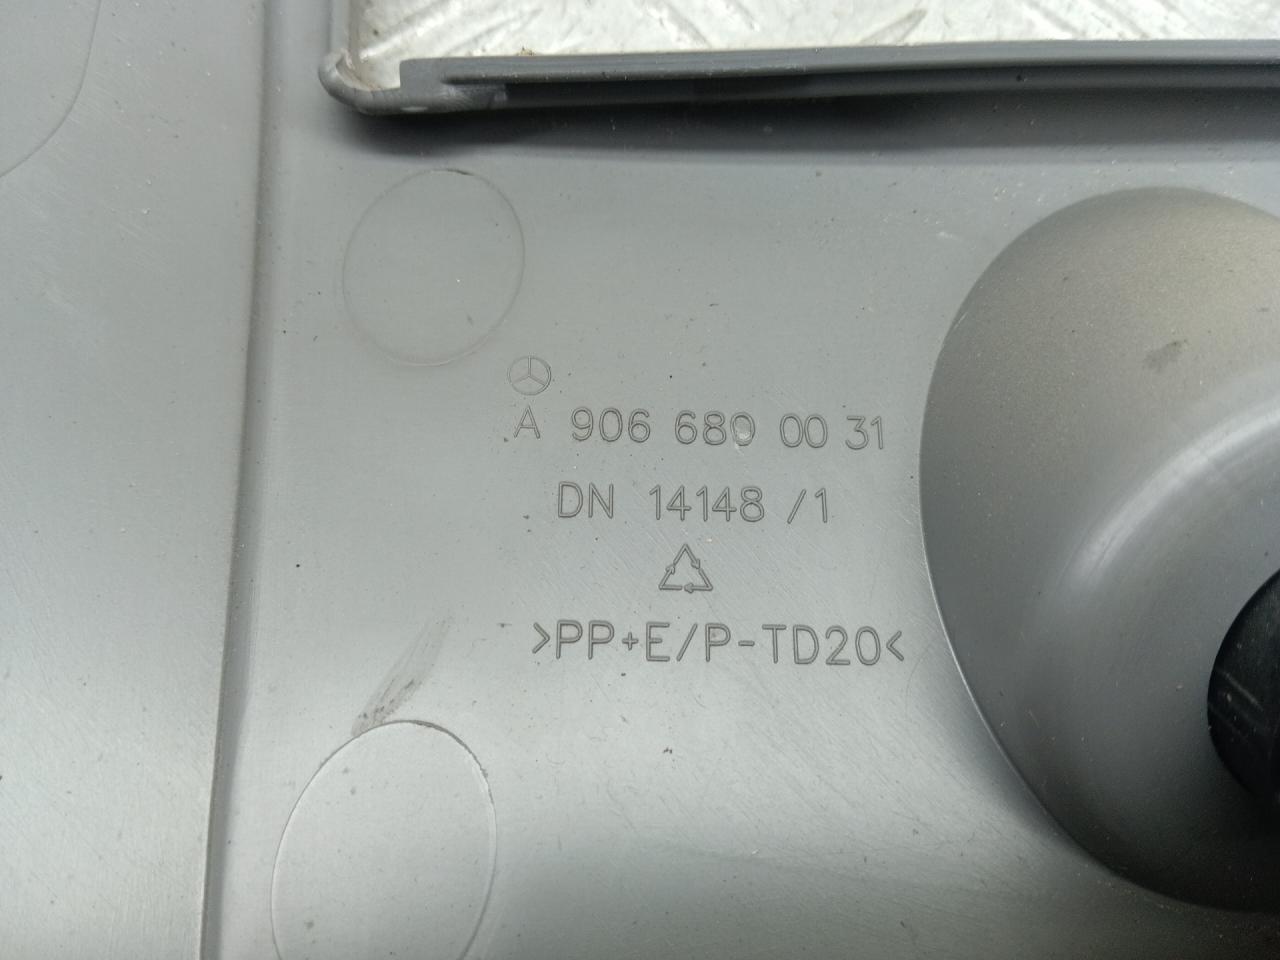 A 906 680 00 31
DN 14148 /1
>PP+E/P-TD20<